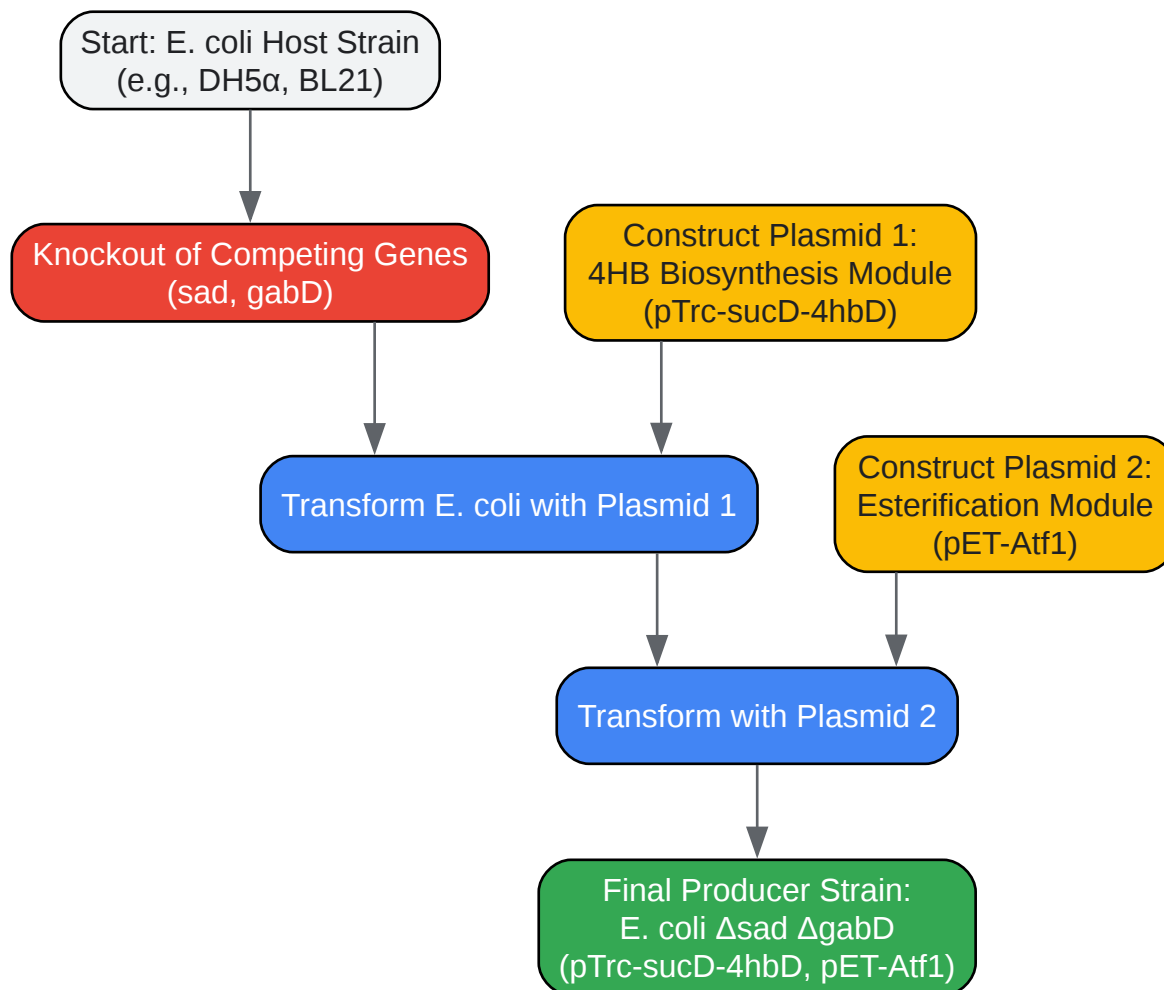 Start: E. coli Host Strain
(e.g., DH5α, BL21)
Knockout of Competing Genes
(sad, gabD)
Construct Plasmid 1:
4HB Biosynthesis Module
(pTrc-sucD-4hbD)
Transform E. coli with Plasmid 1
Construct Plasmid 2:
Esterification Module
(pET-Atf1)
Transform with Plasmid 2
Final Producer Strain:
E. coli Δsad ΔgabD
(pTrc-sucD-4hbD, pET-Atf1)